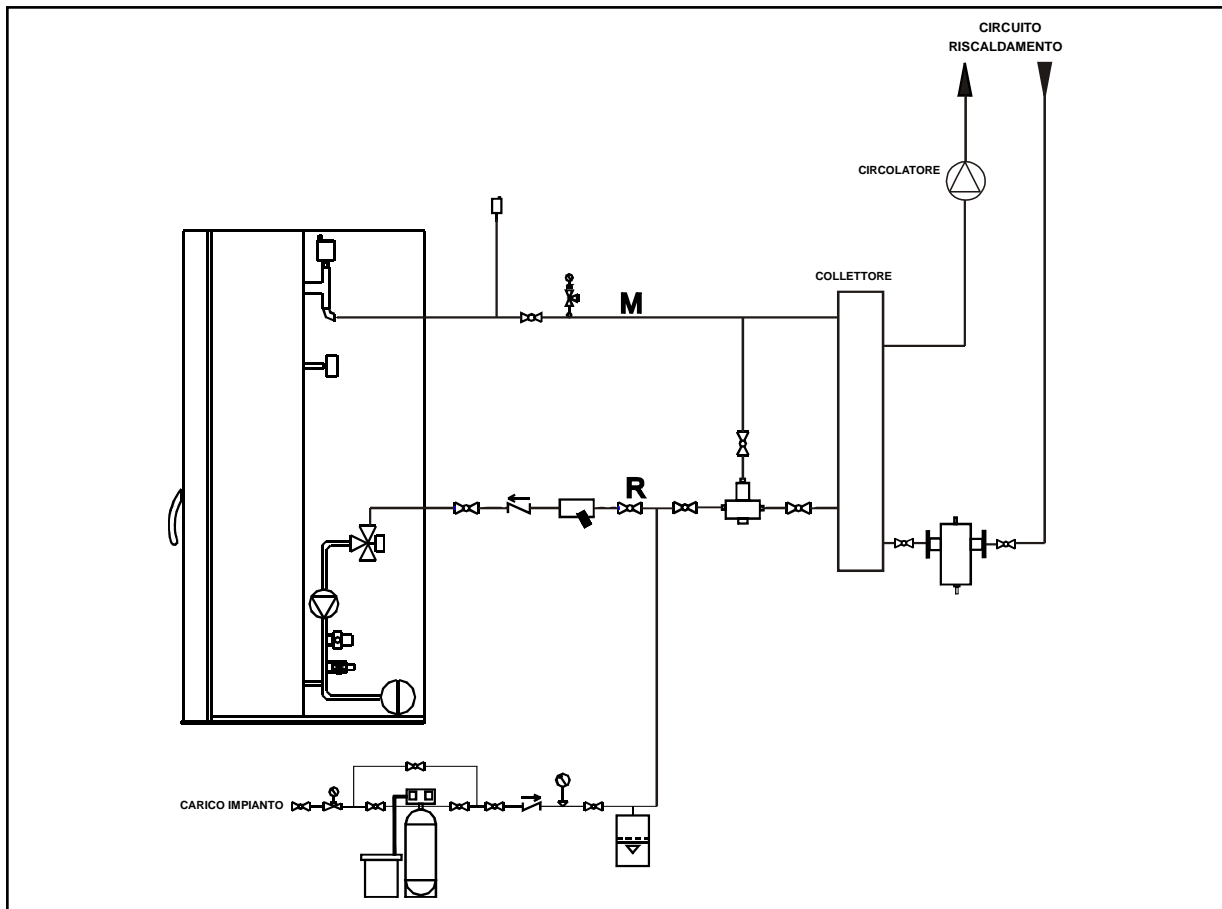 CIRCUITO
RISCALDAMENTO
CIRCOLATORE
COLLETTORE
M
R
CARICO IMPIANTO